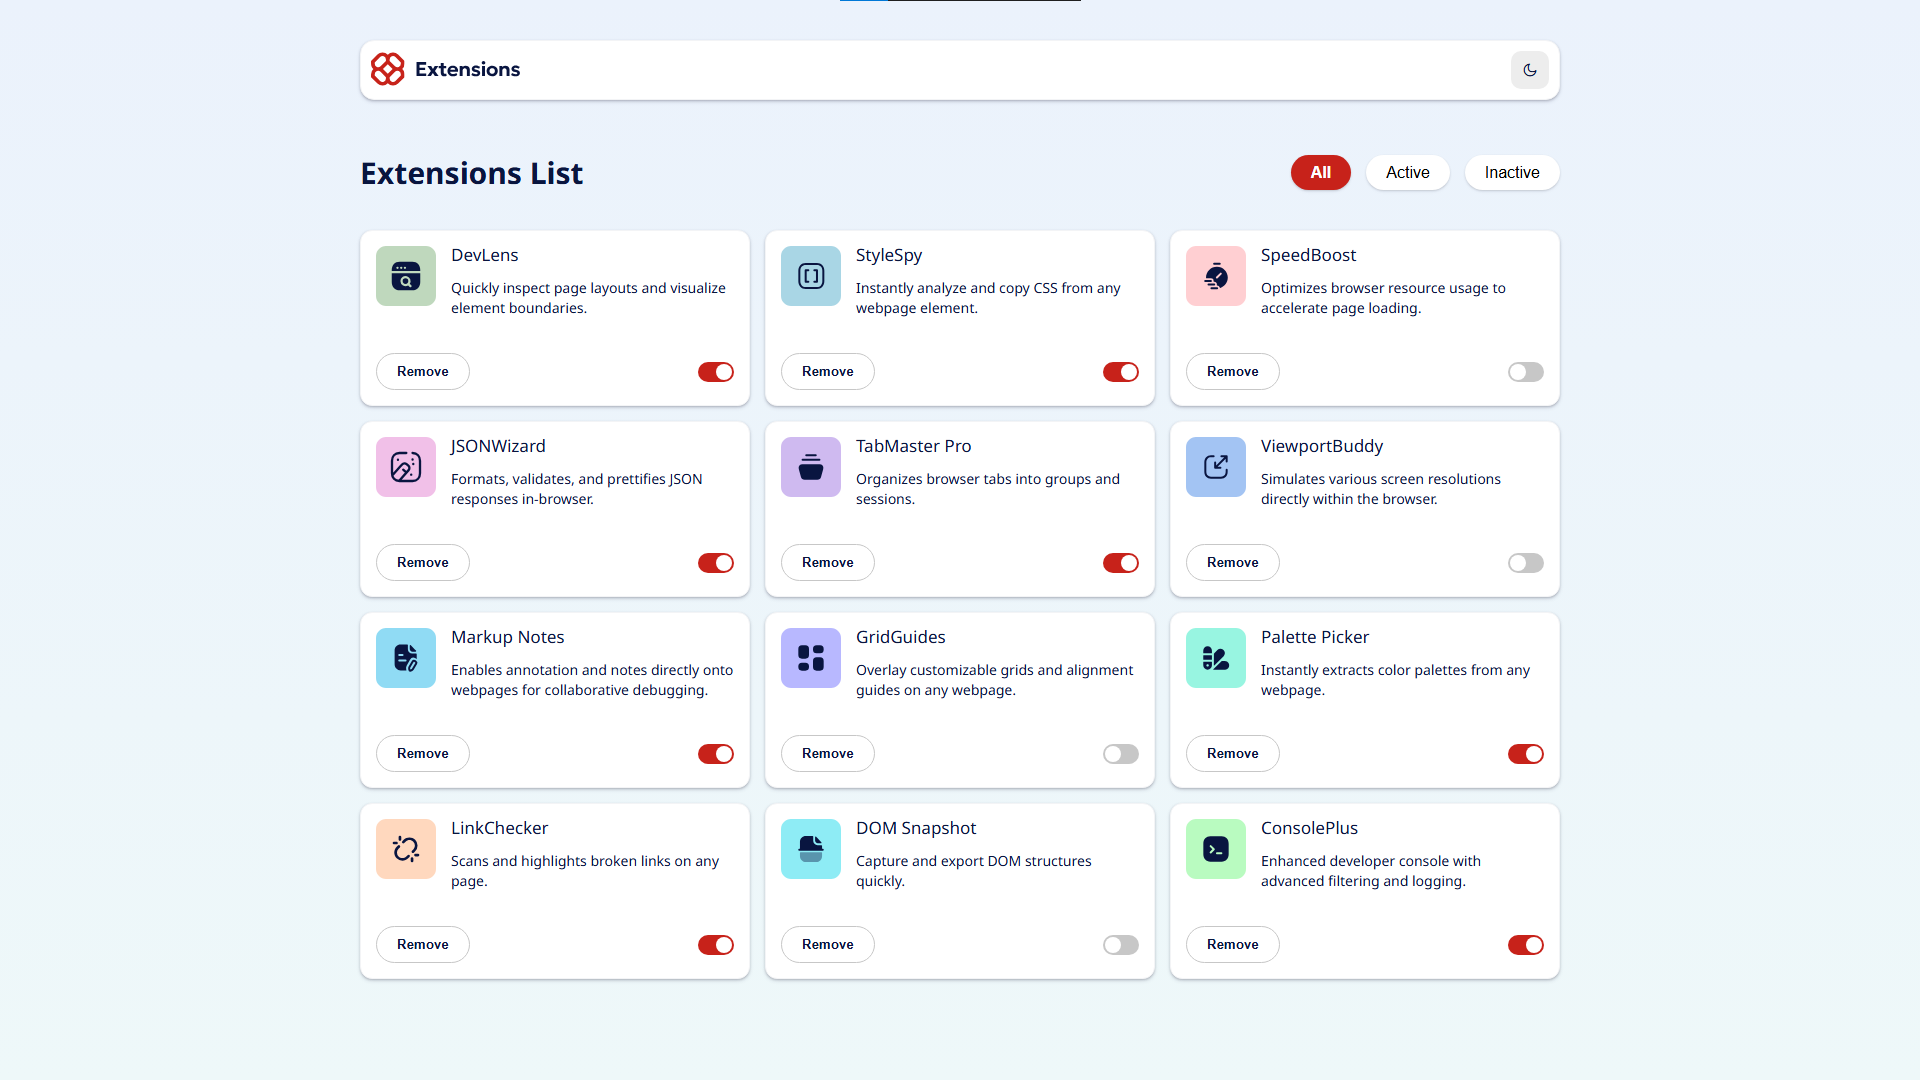 Extensions
Extensions List
All
Active
Inactive
DevLens
Quickly inspect page layouts and visualize
element boundaries.
Remove
StyleSpy
Instantly analyze and copy CSS from any
webpage element.
Remove
SpeedBoost
Optimizes browser resource usage to
accelerate page loading.
Remove
JSONWizard
Formats, validates, and prettifies JSON
responses in-browser.
Remove
TabMaster Pro
Organizes browser tabs into groups and
sessions.
Remove
ViewportBuddy
Simulates various screen resolutions
directly within the browser.
Remove
Markup Notes
Enables annotation and notes directly onto
webpages for collaborative debugging.
Remove
GridGuides
Overlay customizable grids and alignment
guides on any webpage.
Remove
Palette Picker
Instantly extracts color palettes from any
webpage.
Remove
LinkChecker
Scans and highlights broken links on any
page.
Remove
DOM Snapshot
Capture and export DOM structures
quickly.
Remove
ConsolePlus
Enhanced developer console with
advanced filtering and logging.
Remove